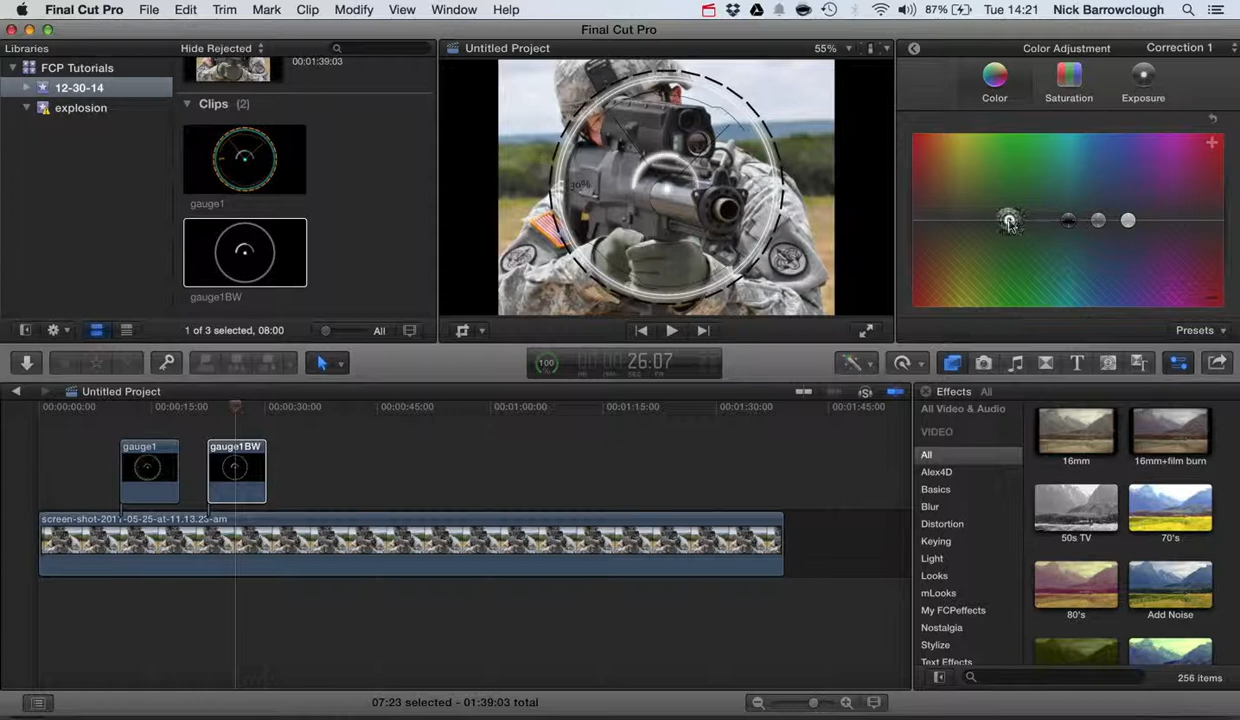 Final Cut Pro File Edit Trim Mark Clip Modify View Window Help 87% Tue 14:21 Nick Barrowclough
Final Cut Pro
Libraries Hide Rejected Untitled Project 55% Color Adjustment Correction 1
FCP Tutorials 00:01:39:03
12-30-14
explosion
Clips (2)
Color Saturation Exposure
gauge1
30%
gauge1BW
1 of 3 selected, 08:00 All Presets
100 % 26:07
Untitled Project Effects All
00:00:00:00 00:00:15:00 00:00:30:00 00:00:45:00 00:01:00:00 00:01:15:00 00:01:30:00 00:01:45:00
All Video & Audio
VIDEO
All
Alex4D
Basics
Blur
Distortion
Keying
Light
Looks
mLooks
My FCPeffects
Nostalgia
Stylize
Text Effects
16mm 16mm+film burn
50s TV 70's
80's Add Noise
gauge1 gauge1BW
screen-shot-2011-05-25-at-11.13.23-am
256 items
07:23 selected - 01:39:03 total